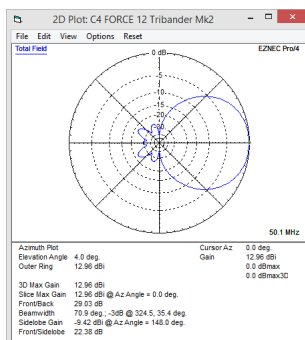 2D Plot: C4 FORCE 12 Tribander Mk2
File Edit View Options Reset
Total Field EZNEC Pro/4
0 dB
-5
-10
-15
-20
-30
50.1 MHz
Azimuth Plot Cursor Az 0.0 deg.
Elevation Angle 4.0 deg. Gain 12.96 dBi
Outer Ring 12.96 dBi 0.0 dBmax
0.0 dBmax3D
3D Max Gain 12.96 dBi
Slice Max Gain 12.96 dBi @ Az Angle = 0.0 deg.
Front/Back 29.03 dB
Beamwidth 70.9 deg.; -3dB @ 324.5, 35.4 deg.
Sidelobe Gain -9.42 dBi @ Az Angle = 148.0 deg.
Front/Sidelobe 22.38 dB